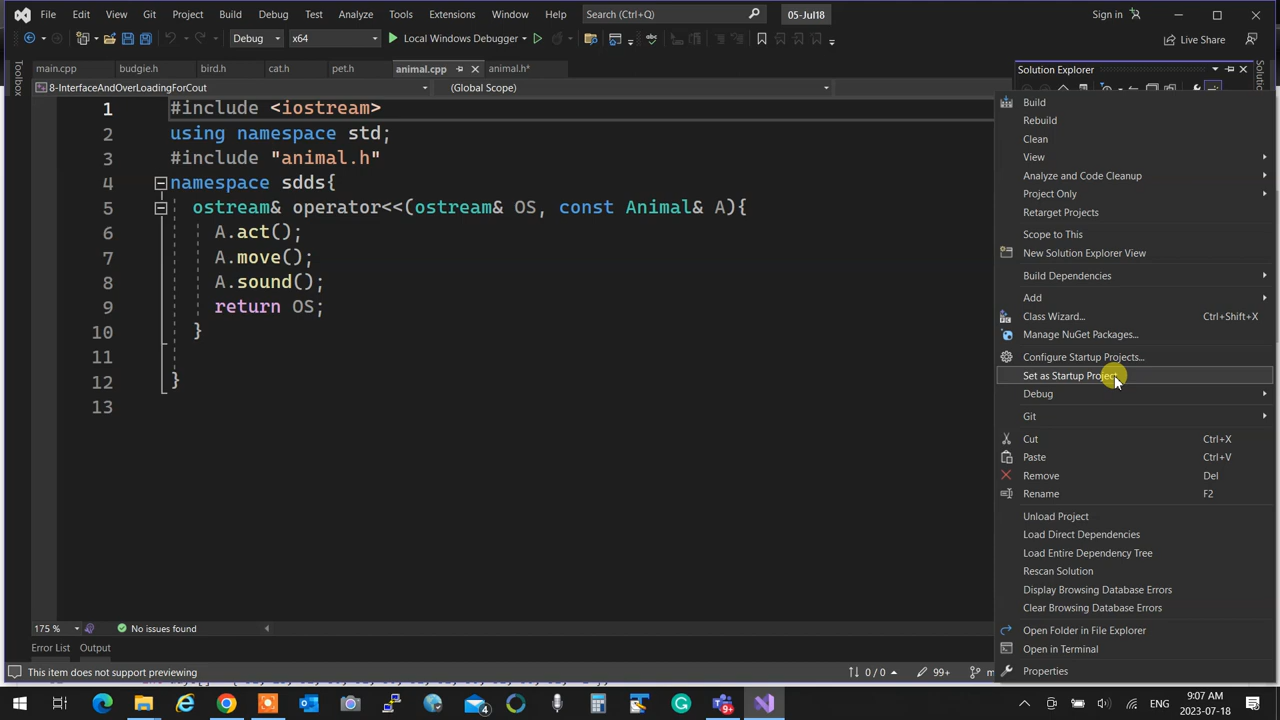 File Edit View Git Project Build Debug Test Analyze Tools Extensions Window Help Search (Ctrl+Q) 05-Jul18 Sign in
Debug x64 Local Windows Debugger Live Share
Toolbox
main.cpp budgie.h bird.h cat.h pet.h animal.cpp animal.h* Solution Explorer
8-InterfaceAndOverLoadingForCout (Global Scope)
1 #include <iostream>
2 using namespace std;
3 #include "animal.h"
4 namespace sdds{
5 ostream& operator<<(ostream& OS, const Animal& A){
6 A.act();
7 A.move();
8 A.sound();
9 return OS;
10 }
11
12 }
13
Build
Rebuild
Clean
View
Analyze and Code Cleanup
Project Only
Retarget Projects
Scope to This
New Solution Explorer View
Build Dependencies
Add
Class Wizard... Ctrl+Shift+X
Manage NuGet Packages...
Configure Startup Projects...
Set as Startup Project
Debug
Git
Cut Ctrl+X
Paste Ctrl+V
Remove Del
Rename F2
Unload Project
Load Direct Dependencies
Load Entire Dependency Tree
Rescan Solution
Display Browsing Database Errors
Clear Browsing Database Errors
Open Folder in File Explorer
Open in Terminal
Properties
175 % No issues found
Error List Output
This item does not support previewing 0 / 0 99+
ENG 9:07 AM
2023-07-18